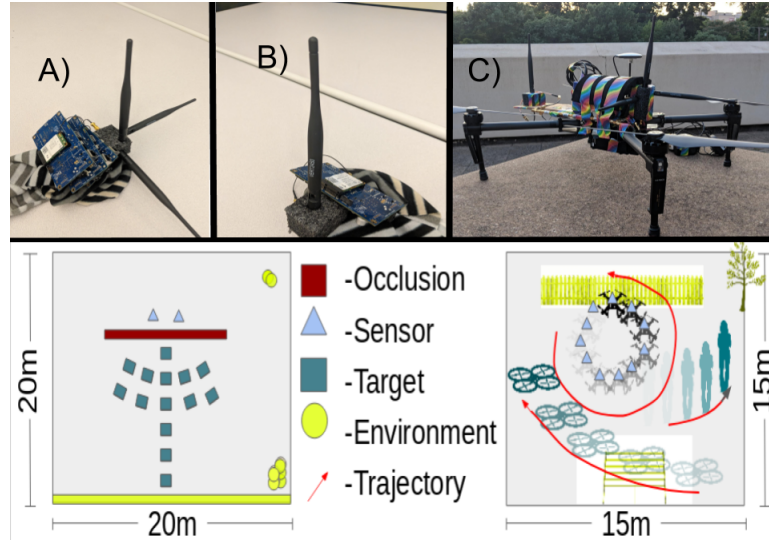 A)
B)
C)
20m
-Occlusion
-Sensor
-Target
-Environment
-Trajectory
20m
15m
15m